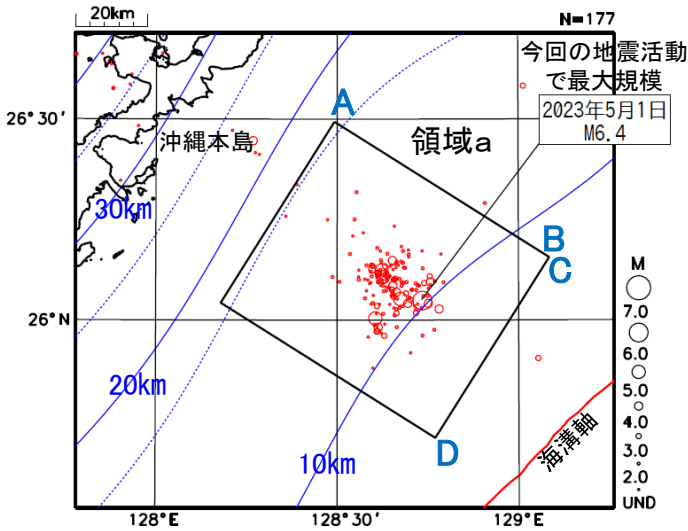 20km
N=177
今回の地震活動
で最大規模
2023年5月1日
M6.4
A
領域a
26°30′
沖縄本島
30km
B
C
M
7.0
6.0
5.0
4.0
3.0
2.0
UND
26°N
20km
10km
D
海溝軸
128°E
128°30′
129°E